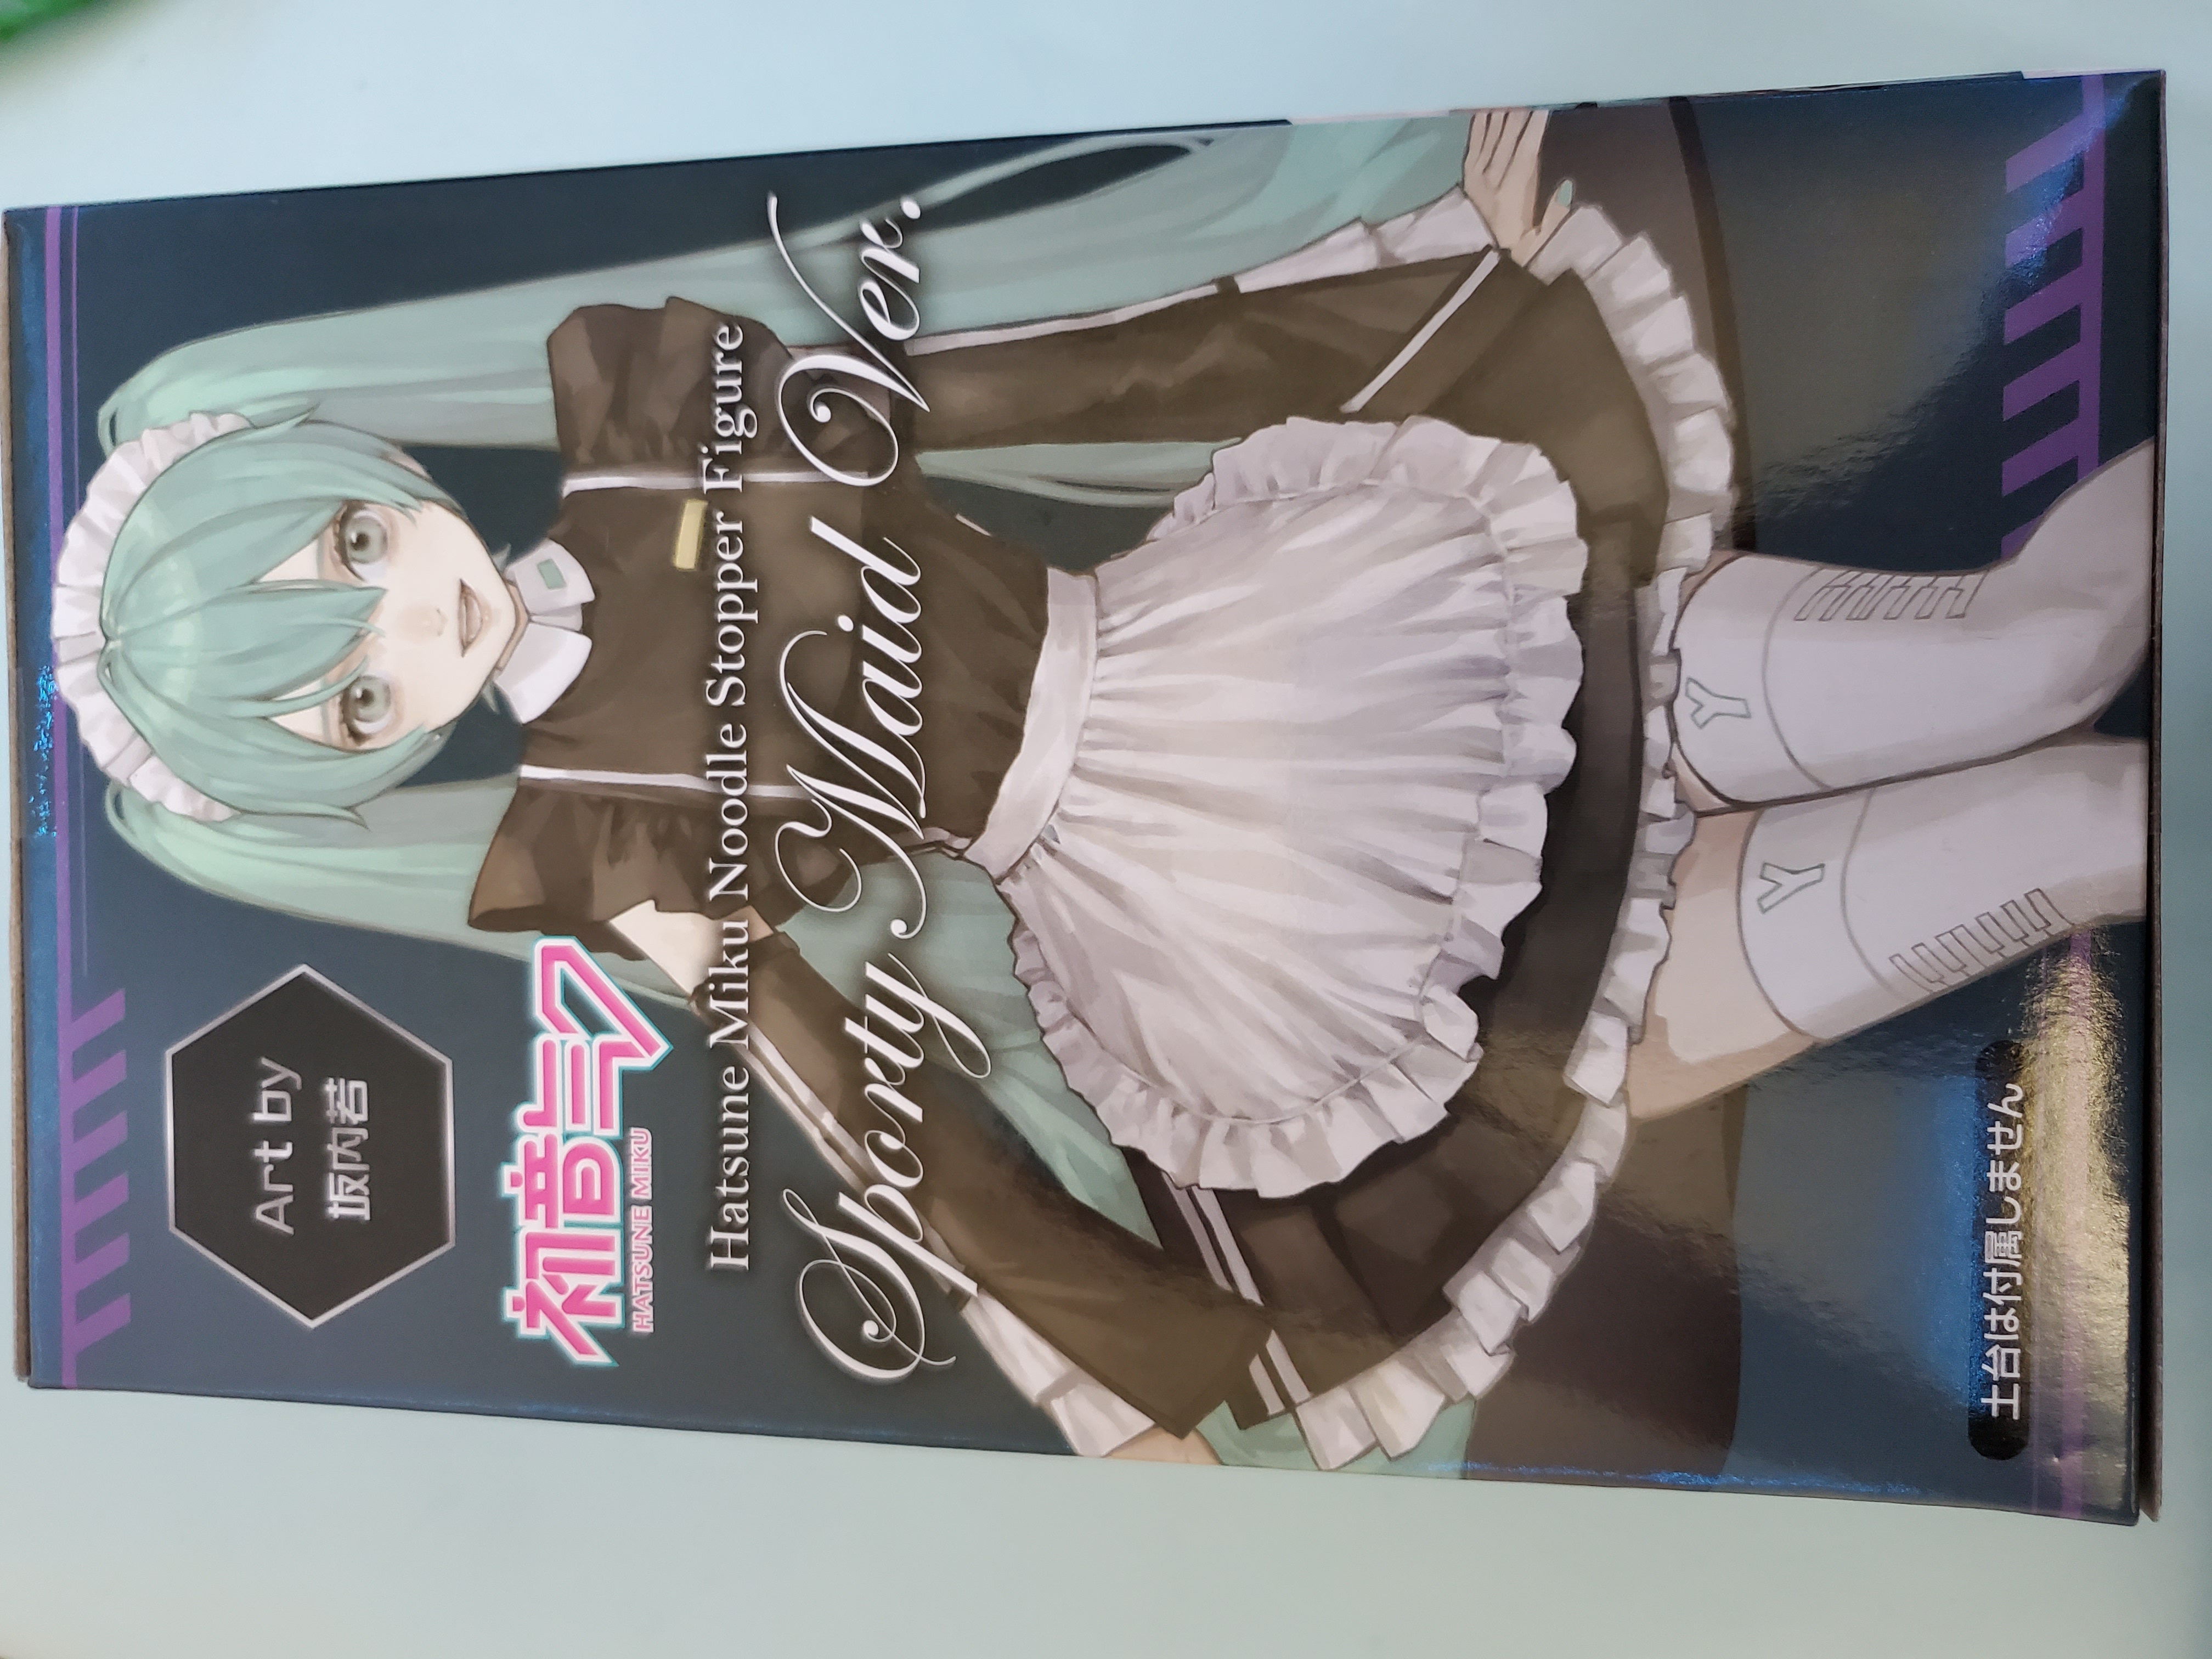 Art by
坂内若
初音ミク
HATSUNE MIKU
Hatsune Miku Noodle Stopper Figure
Sporty Maid Ver.
Y
Y
土台は付属しません